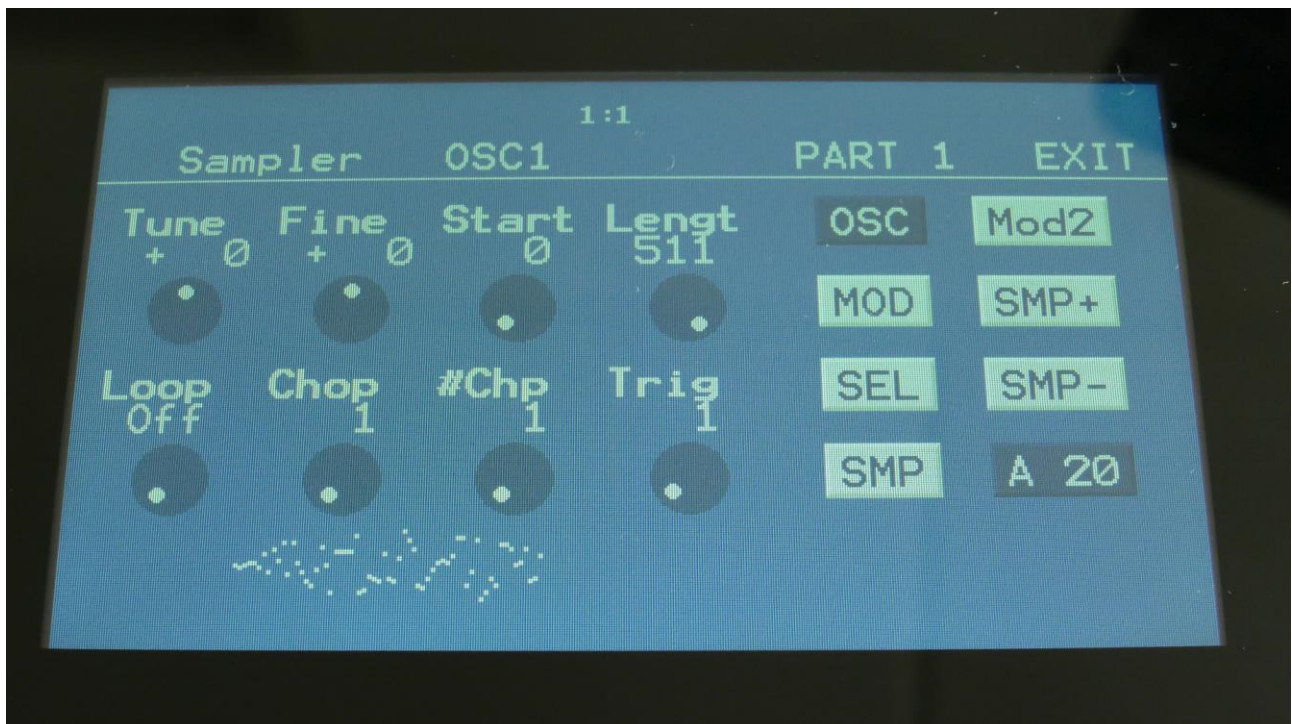 1:1
Sampler OSC1 PART 1 EXIT
Tune Fine Start Lengt OSC Mod2
+ 0 + 0 0 511
MOD SMP+
Loop Chop #Chp Trig SEL SMP-
Off 1 1 1
SMP A 20